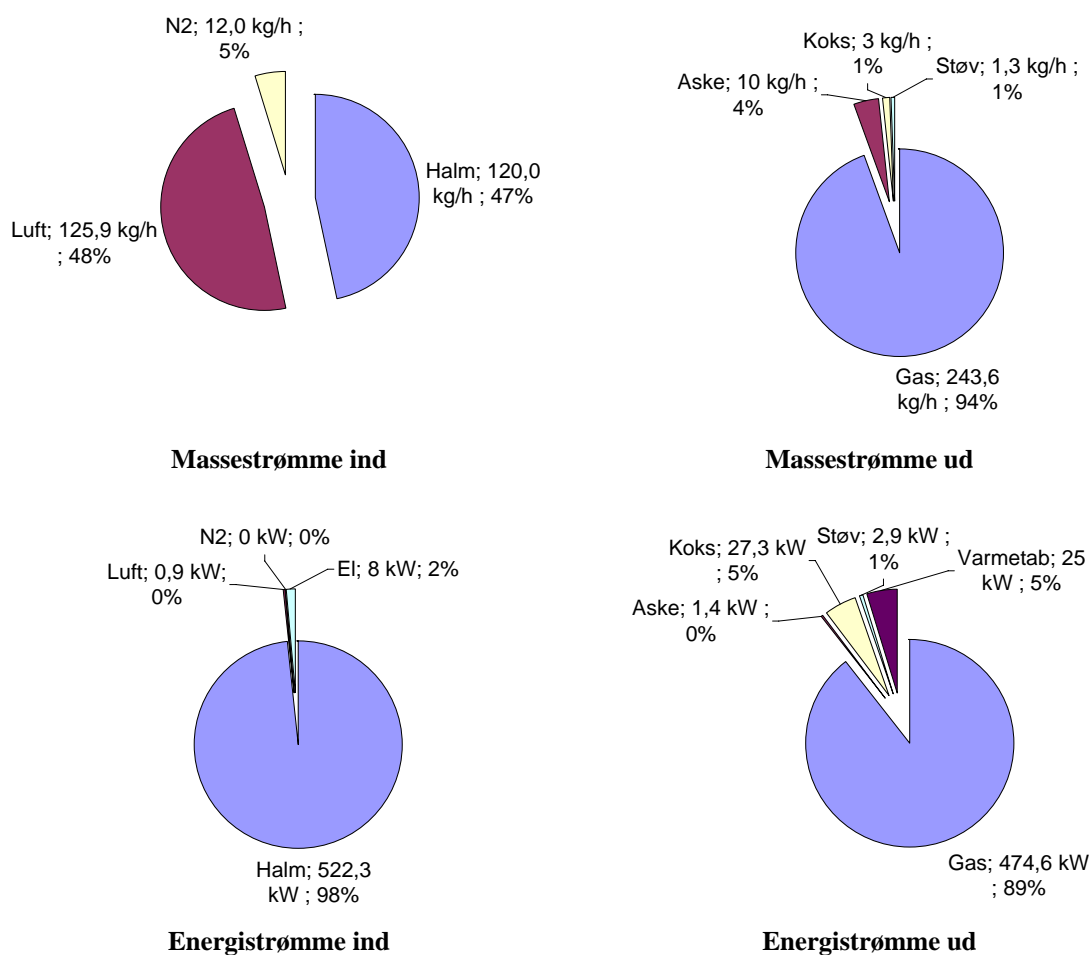 N2; 12,0 kg/h ;
5%
Halm; 120,0
kg/h ; 47%
Luft; 125,9 kg/h
; 48%
Massestrømme ind
Koks; 3 kg/h ;
1%
Støv; 1,3 kg/h ;
1%
Aske; 10 kg/h ;
4%
Gas; 243,6
kg/h ; 94%
Massestrømme ud
N2; 0 kW; 0%
Luft; 0,9 kW;
0%
El; 8 kW; 2%
Halm; 522,3
kW ; 98%
Energistrømme ind
Støv; 2,9 kW ;
1%
Koks; 27,3 kW
; 5%
Varmetab; 25
kW ; 5%
Aske; 1,4 kW ;
0%
Gas; 474,6 kW
; 89%
Energistrømme ud